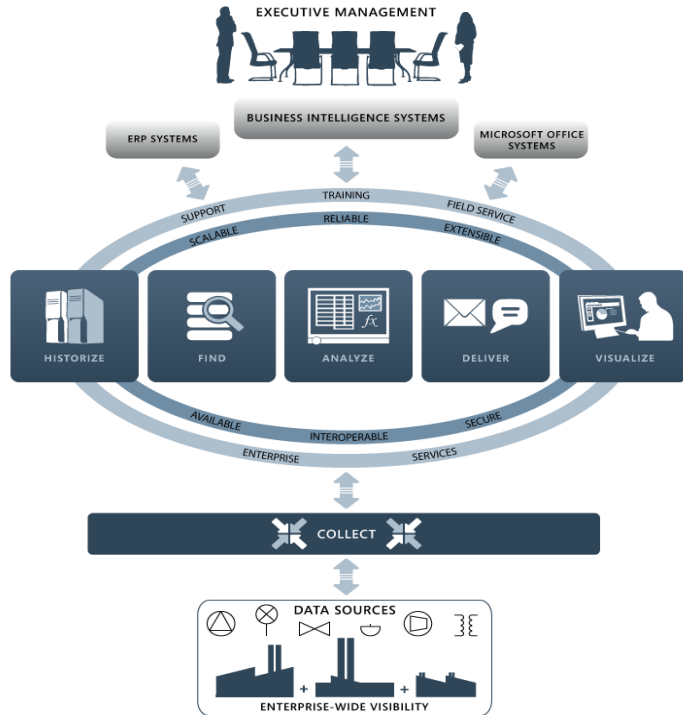 EXECUTIVE MANAGEMENT
BUSINESS INTELLIGENCE SYSTEMS
ERP SYSTEMS
MICROSOFT OFFICE
SYSTEMS
SUPPORT
TRAINING
FIELD SERVICE
SCALABLE
RELIABLE
EXTENSIBLE
fx
HISTORIZE
FIND
ANALYZE
DELIVER
VISUALIZE
AVAILABLE
INTEROPERABLE
SECURE
ENTERPRISE
SERVICES
COLLECT
DATA SOURCES
+ +
ENTERPRISE-WIDE VISIBILITY